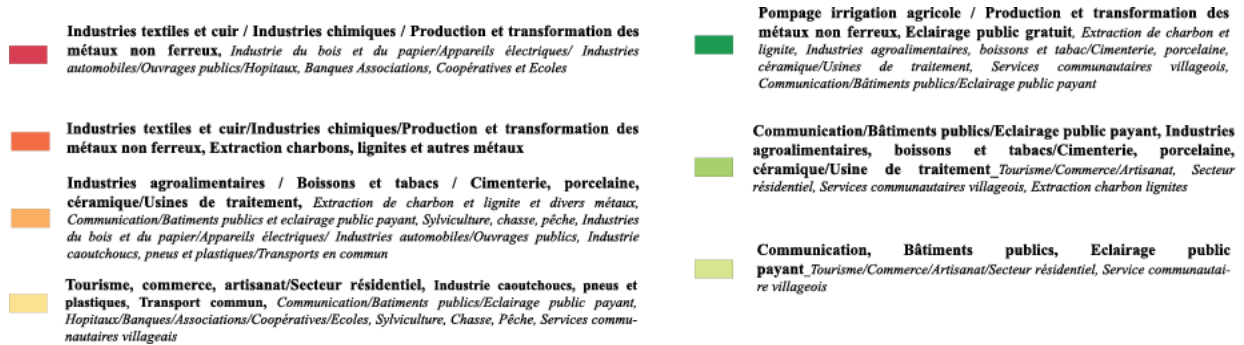 Industries textiles et cuir / Industries chimiques / Production et transformation des
métaux non ferreux, Industrie du bois et du papier/Appareils électriques/ Industries
automobiles/Ouvrages publics/Hopitaux, Banques Associations, Coopératives et Ecoles
Industries textiles et cuir/Industries chimiques/Production et transformation des
métaux non ferreux, Extraction charbons, lignites et autres métaux
Industries agroalimentaires / Boissons et tabacs / Cimenterie, porcelaine,
céramique/Usines de traitement, Extraction de charbon et lignite et divers métaux,
Communication/Batiments publics et eclairage public payant, Sylviculture, chasse, pêche, Industries
du bois et du papier/Appareils électriques/ Industries automobiles/Ouvrages publics, Industrie
caoutchoucs, pneus et plastiques/Transports en commun
Tourisme, commerce, artisanat/Secteur résidentiel, Industrie caoutchoucs, pneus et
plastiques, Transport commun, Communication/Batiments publics/Eclairage public payant,
Hopitaux/Banques/Associations/Coopératives/Ecoles, Sylviculture, Chasse, Pêche, Services commu-
nautaires villageais
Pompage irrigation agricole / Production et transformation des
métaux non ferreux, Eclairage public gratuit, Extraction de charbon et
lignite, Industries agroalimentaires, boissons et tabac/Cimenterie, porcelaine,
céramique/Usines de traitement, Services communautaires villageois,
Communication/Bâtiments publics/Eclairage public payant
Communication/Bâtiments publics/Eclairage public payant, Industries
agroalimentaires, boissons et tabacs/Cimenterie, porcelaine,
céramique/Usine de traitement_Tourisme/Commerce/Artisanat, Secteur
résidentiel, Services communautaires villageois, Extraction charbon lignites
Communication, Bâtiments publics, Eclairage public
payant_Tourisme/Commerce/Artisanat/Secteur résidentiel, Service communautai-
re villageois